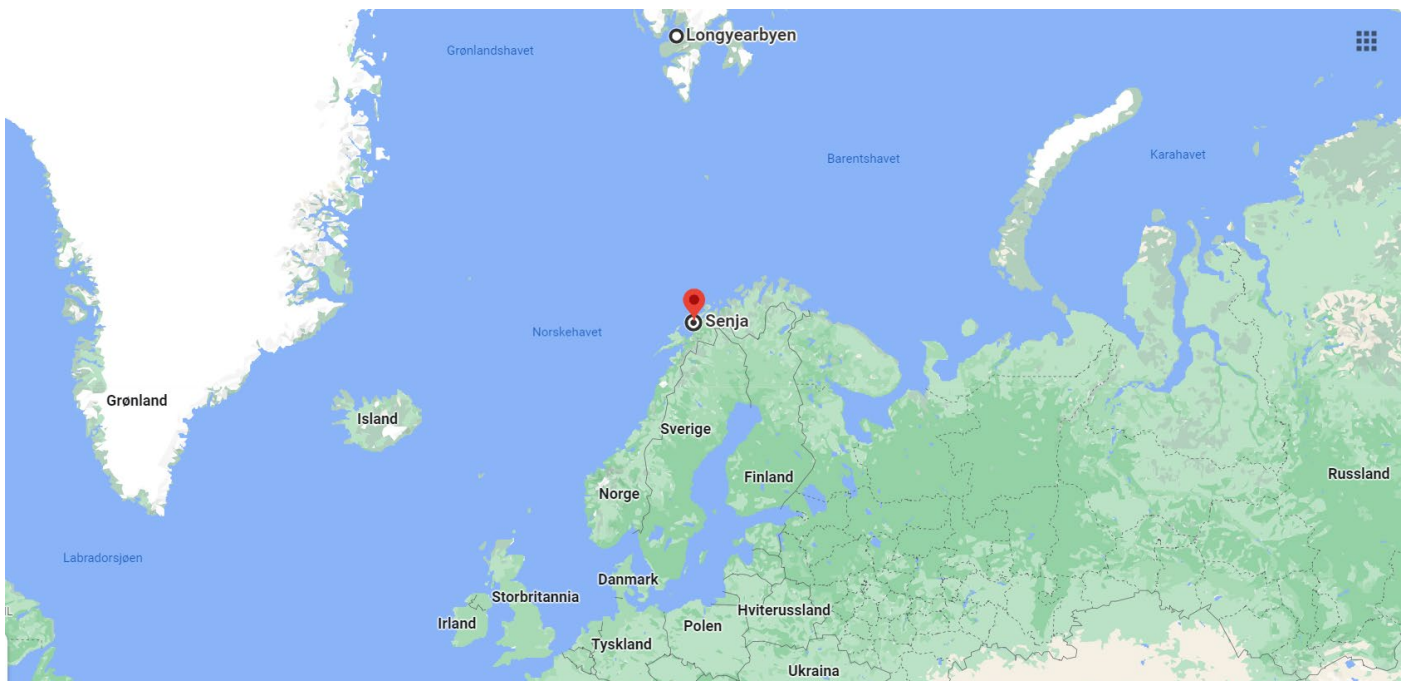 Longyearbyen
Grønlandshavet
Karahavet
Barentshavet
Senja
Norskehavet
Grønland
Island
Sverige
Russland
Finland
Norge
Labradorsjøen
Danmark
Storbritannia
Hviterussland
Irland
Polen
Tyskland
Ukraina